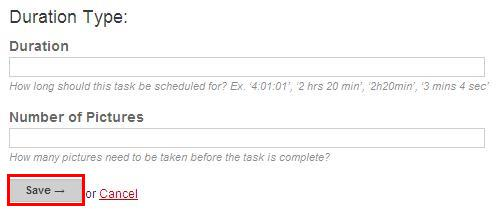 Duration Type:
Duration
How long should this task be scheduled for? Ex. '4:01:01', '2 hrs 20 min', '2h20min', '3 mins 4 sec'
Number of Pictures
How many pictures need to be taken before the task is complete?
Save → or Cancel